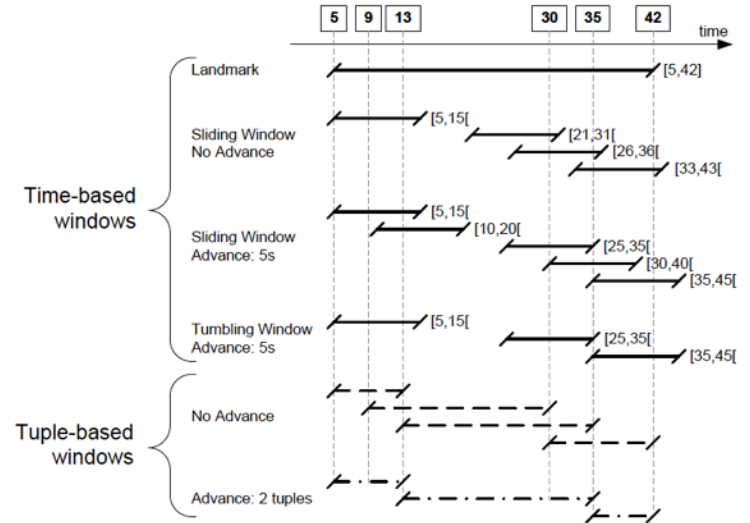 5 9 13 30 35 42
time
Landmark
[5,42]
[5,15[
Sliding Window
No Advance
[21,31[
[26,36[
[33,43[
Time-based
windows
[5,15[
[10,20[
Sliding Window
Advance: 5s
[25,35[
[30,40[
[35,45[
Tumbling Window
Advance: 5s
[5,15[
[25,35[
[35,45[
Tuple-based
windows
No Advance
Advance: 2 tuples